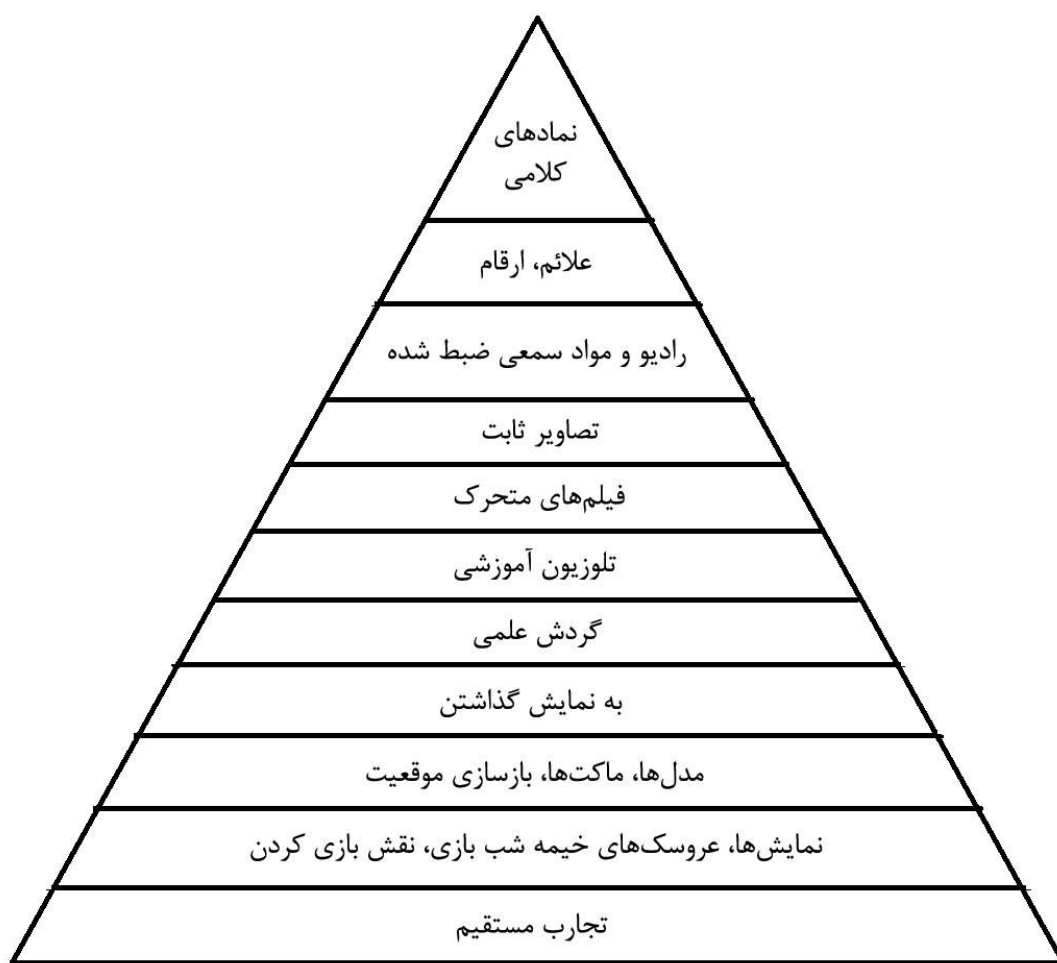 نمادهای
کلامی
علائم، ارقام
رادیو و مواد سمعی ضبط شده
تصاویر ثابت
فیلم‌های متحرک
تلوزیون آموزشی
گردش علمی
به نمایش گذاشتن
مدل‌ها، ماکت‌ها، بازسازی موقعیت
نمایش‌ها، عروسک‌های خیمه شب بازی، نقش بازی کردن
تجارب مستقیم